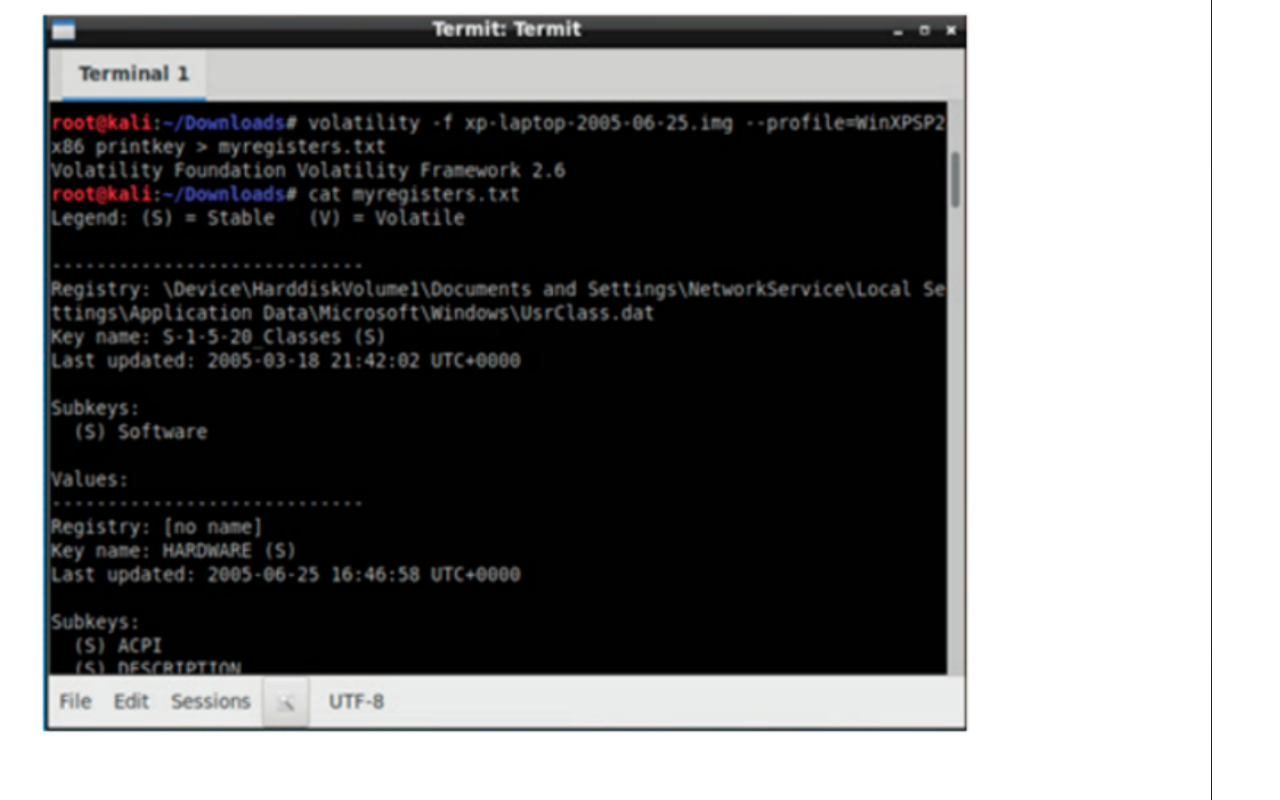 Termit: Termit
Terminal 1
root@kali:~/Downloads# volatility -f xp-laptop-2005-06-25.img --profile=WinXPSP2
x86 printkey > myregisters.txt
Volatility Foundation Volatility Framework 2.6
root@kali:~/Downloads# cat myregisters.txt
Legend: (S) = Stable   (V) = Volatile
----------------------------
Registry: \Device\HarddiskVolume1\Documents and Settings\NetworkService\Local Se
ttings\Application Data\Microsoft\Windows\UsrClass.dat
Key name: S-1-5-20_Classes (S)
Last updated: 2005-03-18 21:42:02 UTC+0000
Subkeys:
  (S) Software
Values:
----------------------------
Registry: [no name]
Key name: HARDWARE (S)
Last updated: 2005-06-25 16:46:58 UTC+0000
Subkeys:
  (S) ACPI
  (S) DESCRIPTION
File Edit Sessions UTF-8